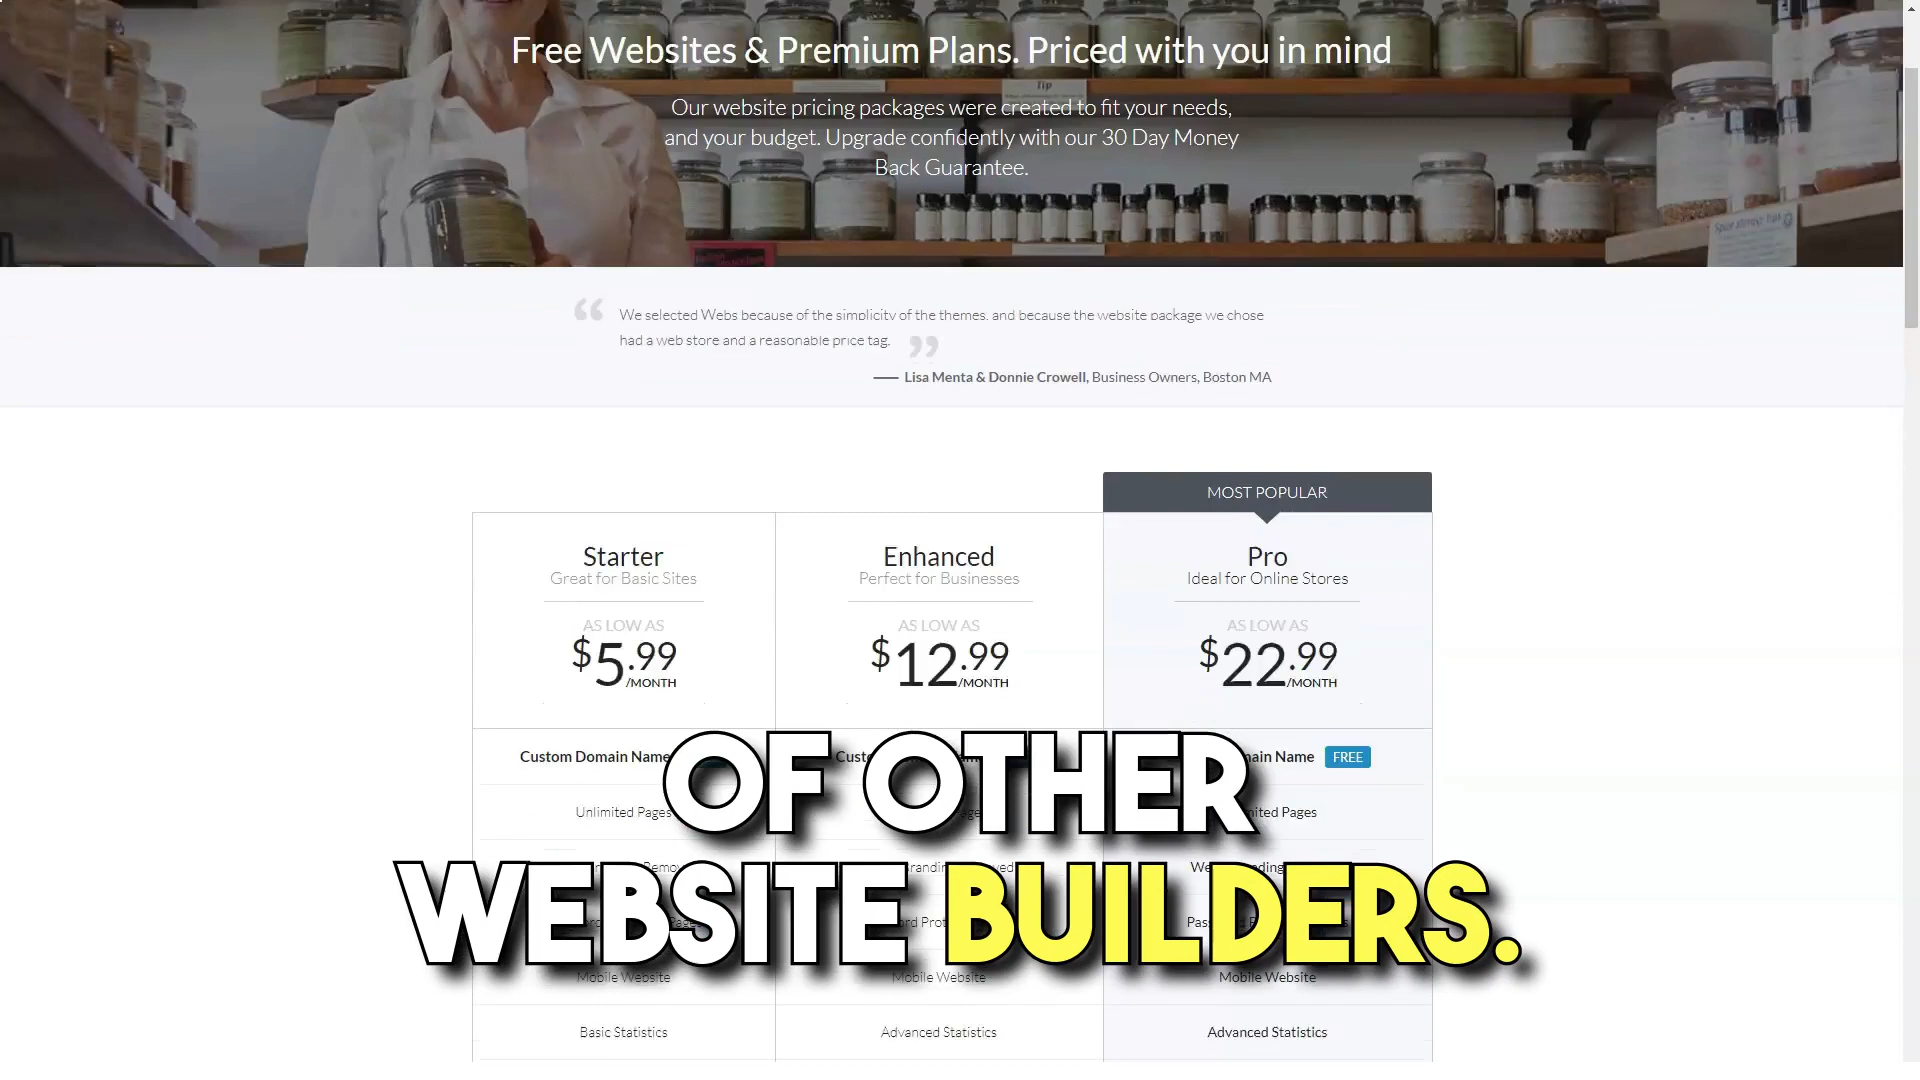 Free Websites & Premium Plans. Priced with you in mind
Tip
Our website pricing packages were created to fit your needs,
and your budget. Upgrade confidently with our 30 Day Money
Back Guarantee.
“ We selected Webs because of the simplicity of the themes, and because the website package we chose
had a web store and a reasonable price tag. ”
— Lisa Menta & Donnie Crowell, Business Owners, Boston MA
MOST POPULAR
Starter
Great for Basic Sites
AS LOW AS
$5.99
/MONTH
Custom Domain Name
Unlimited Pages
Mobile Website
Basic Statistics
Enhanced
Perfect for Businesses
AS LOW AS
$12.99
/MONTH
Mobile Website
Advanced Statistics
Pro
Ideal for Online Stores
AS LOW AS
$22.99
/MONTH
Name FREE
Pages
Mobile Website
Advanced Statistics
OF OTHER
WEBSITE BUILDERS.